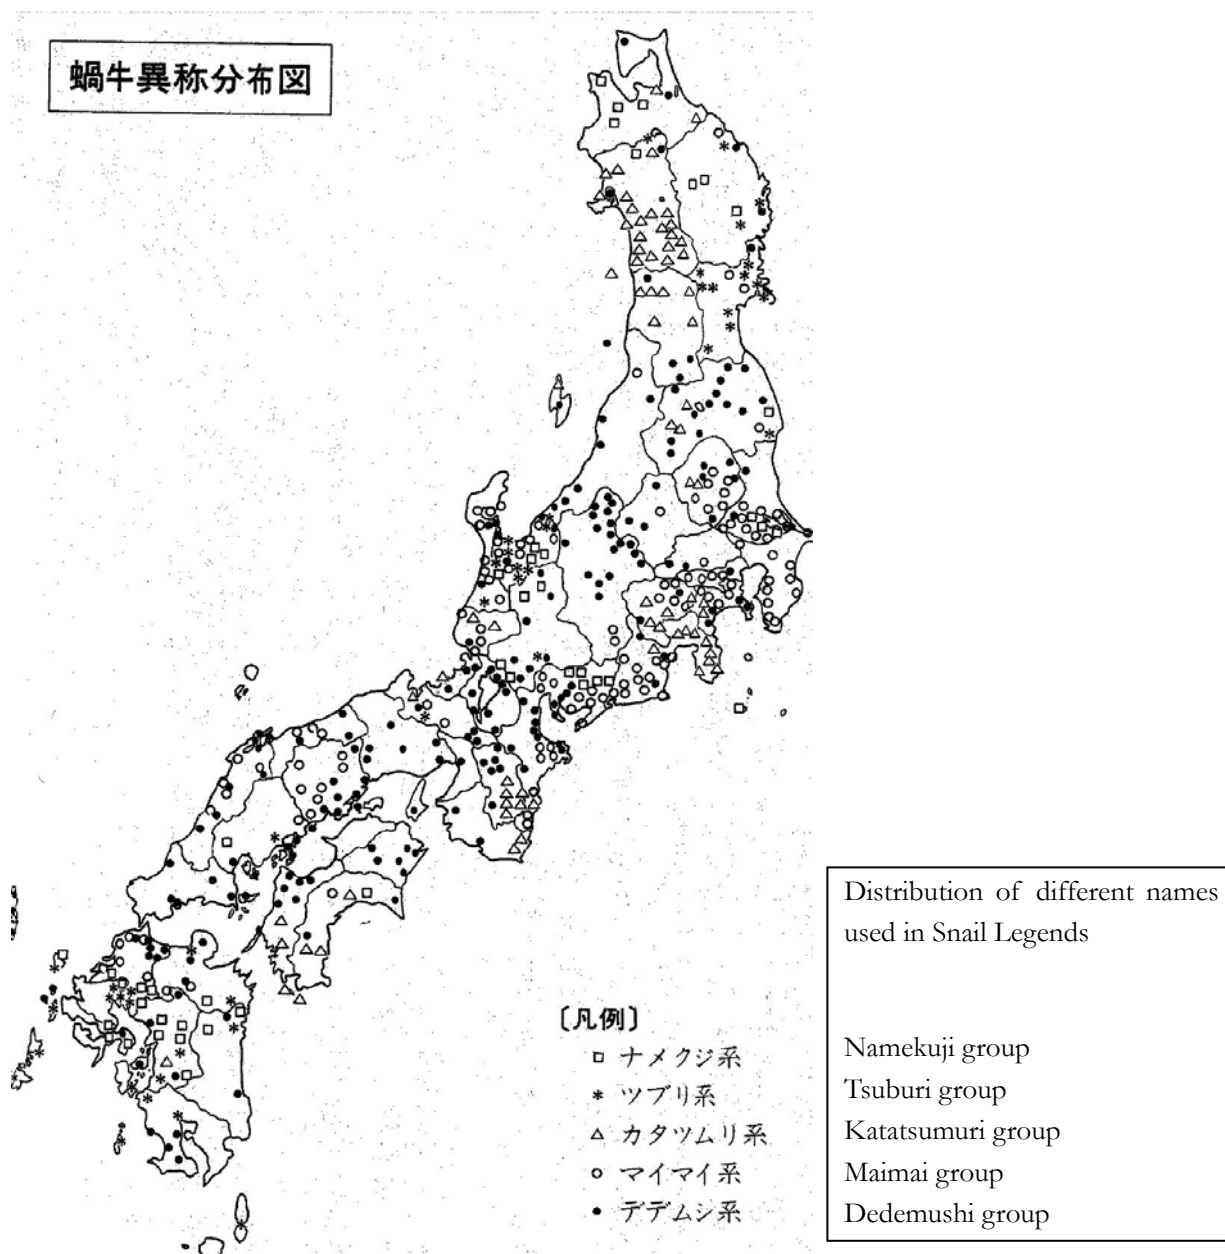 蝸牛異称分布図
〔凡例〕
□ ナメクジ系
* ツブリ系
△ カタツムリ系
○ マイマイ系
● デデムシ系
Distribution of different names
used in Snail Legends
Namekuji group
Tsuburi group
Katatsumuri group
Maimai group
Dedemushi group